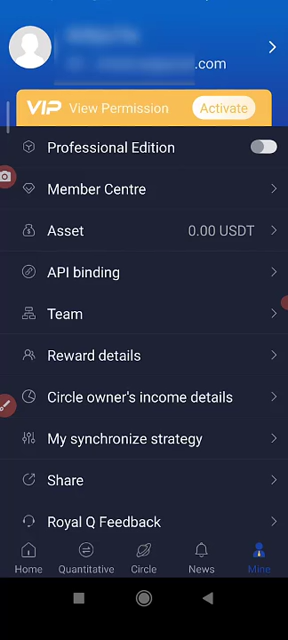 .com
VIP View Permission Activate
Professional Edition
Member Centre
Asset 0.00 USDT
API binding
Team
Reward details
Circle owner's income details
My synchronize strategy
Share
Royal Q Feedback
Home Quantitative Circle News Mine